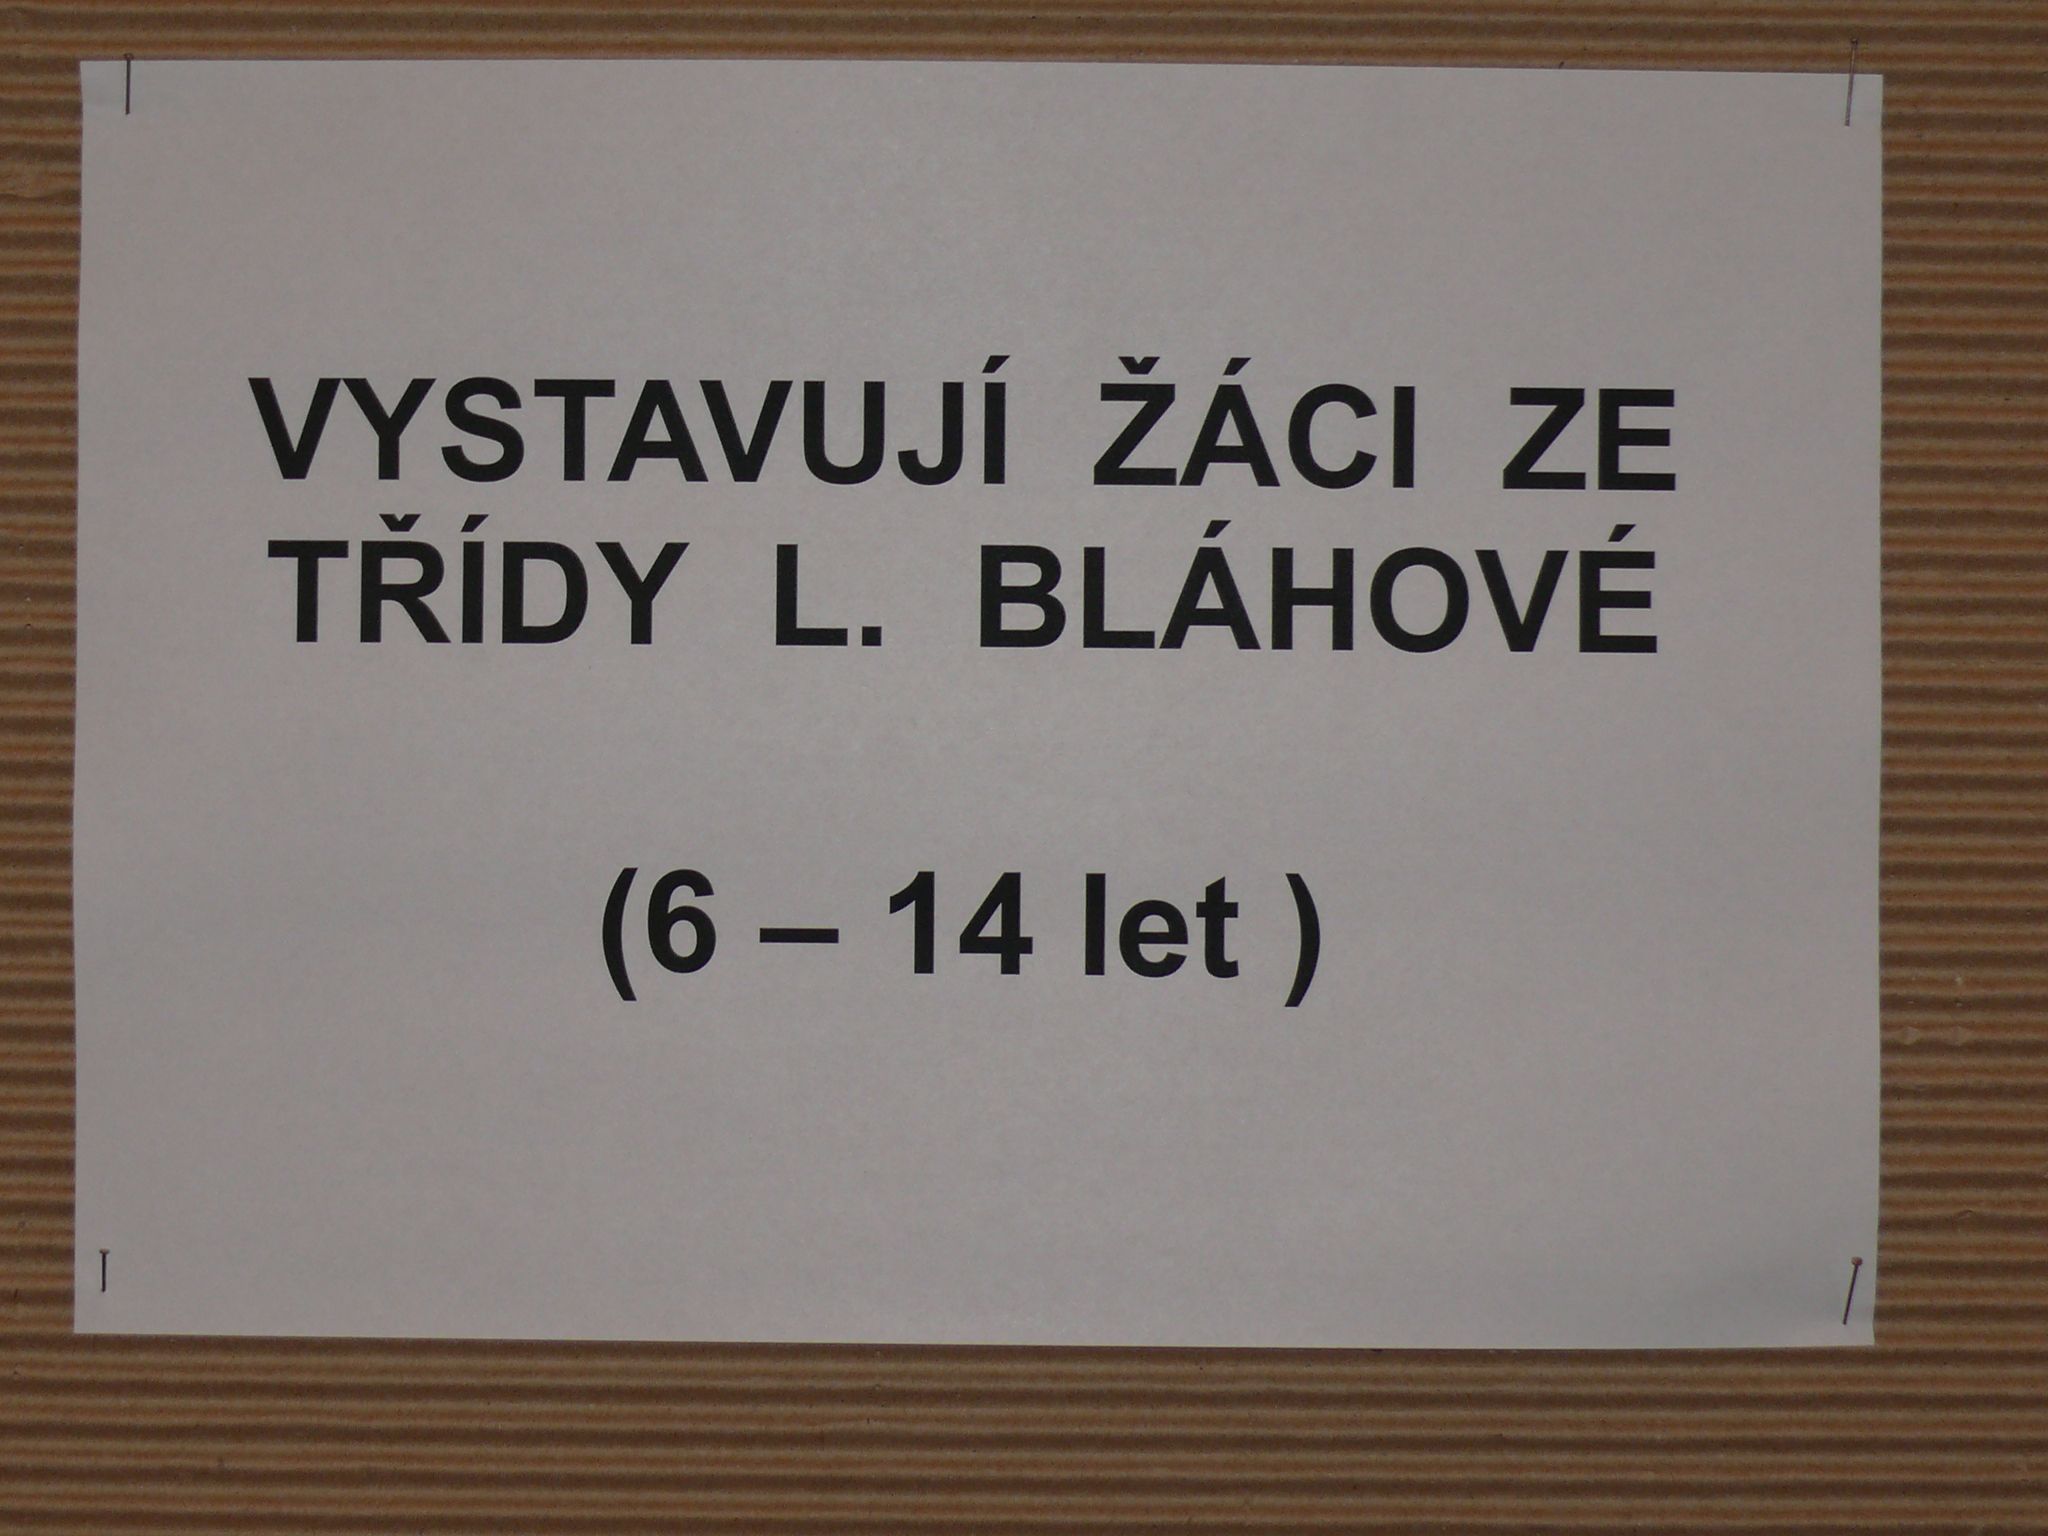 VYSTAVUJÍ ŽÁCI ZE
TŘÍDY L. BLÁHOVÉ
(6 – 14 let )